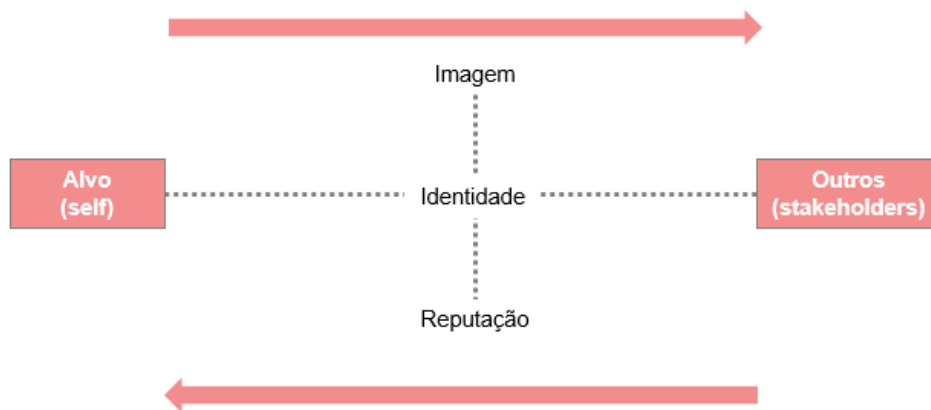 Imagem
Alvo
(self)
Identidade
Outros
(stakeholders)
Reputação